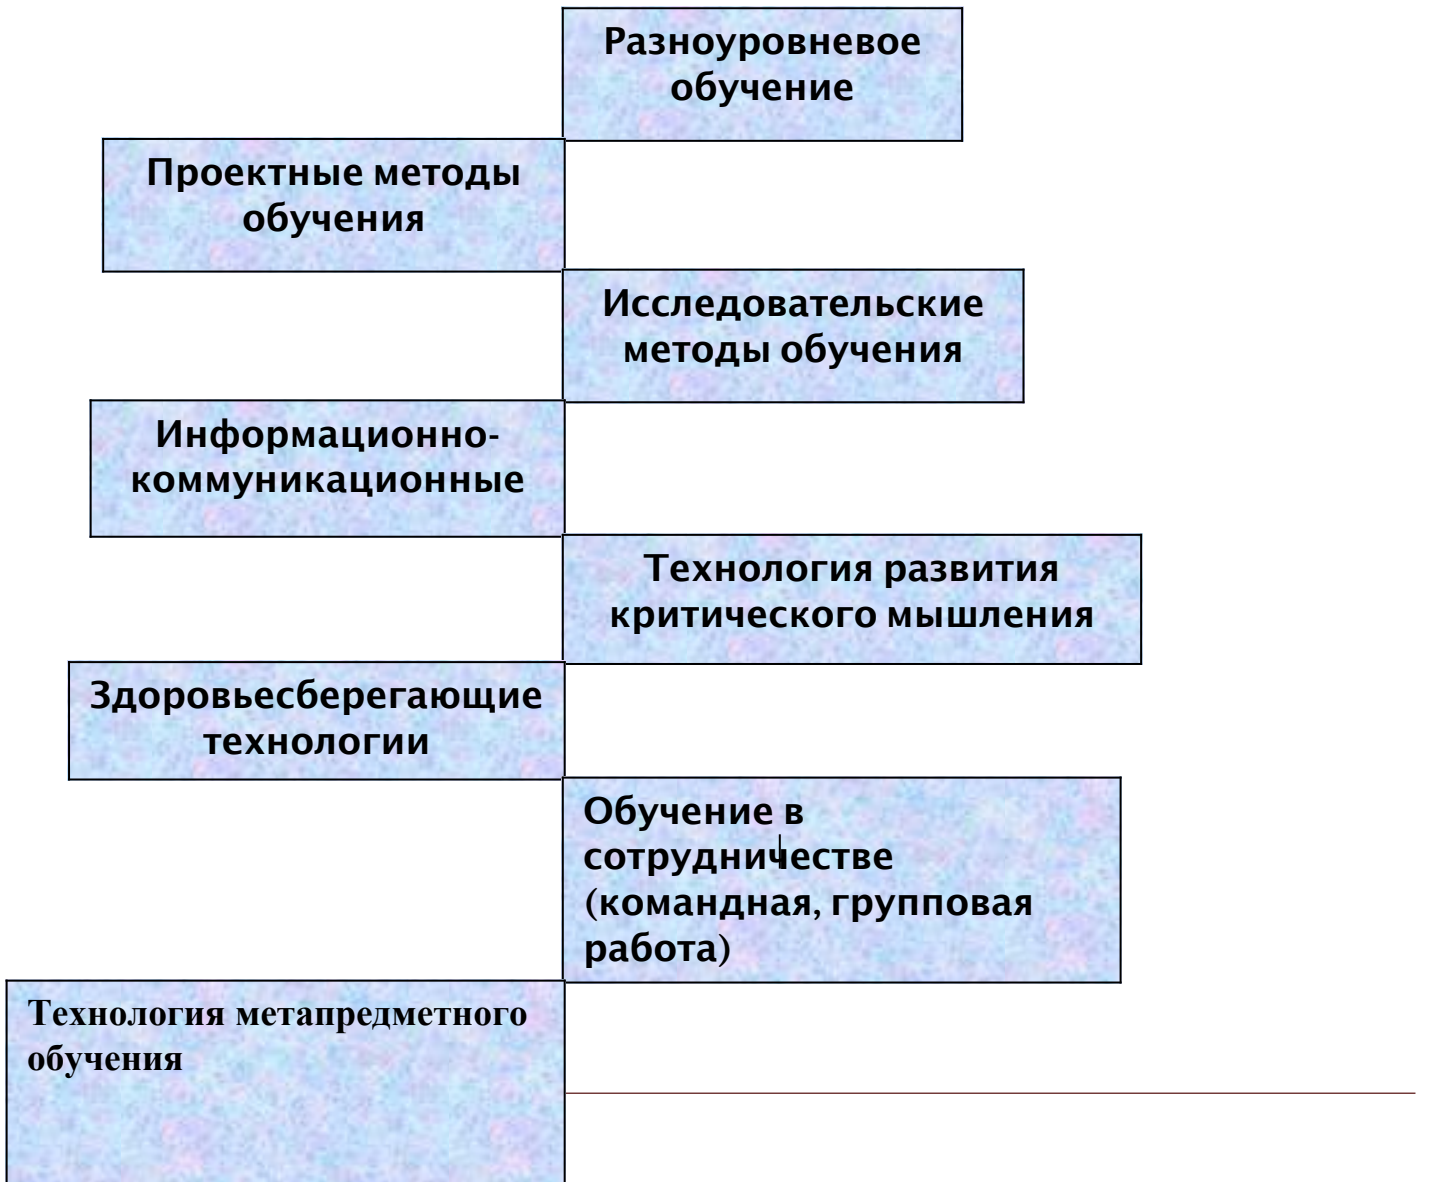 Разноуровневое
обучение
Проектные методы
обучения
Исследовательские
методы обучения
Информационно-
коммуникационные
Технология развития
критического мышления
Здоровьесберегающие
технологии
Обучение в
сотрудничестве
(командная, групповая
работа)
Технология метапредметного
обучения